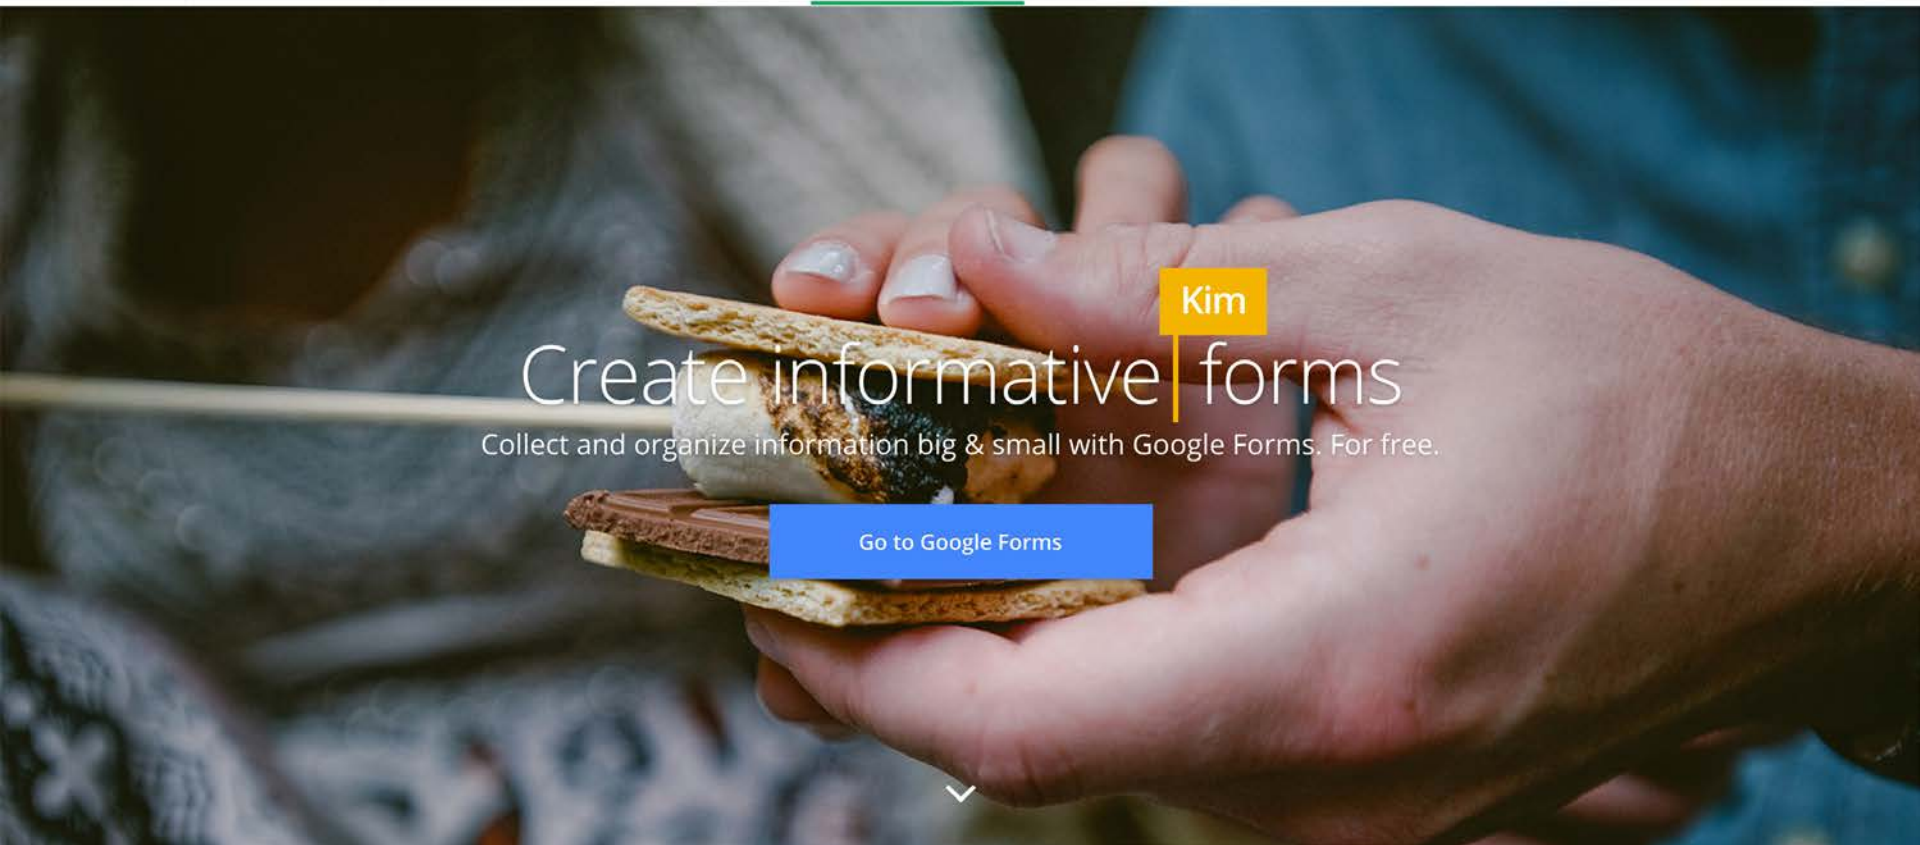 Kim
Create informative forms
Collect and organize information big & small with Google Forms. For free.
Go to Google Forms